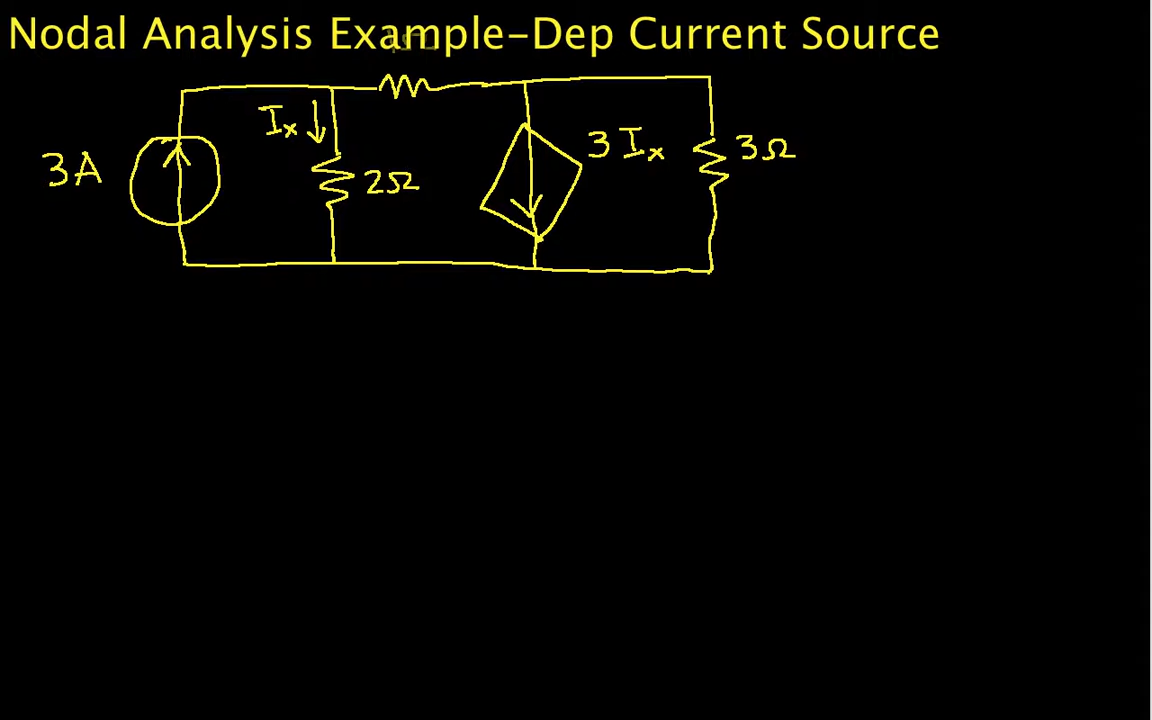 Nodal Analysis Example-Dep Current Source
3A
Ix
2Ω
3Ix
3Ω